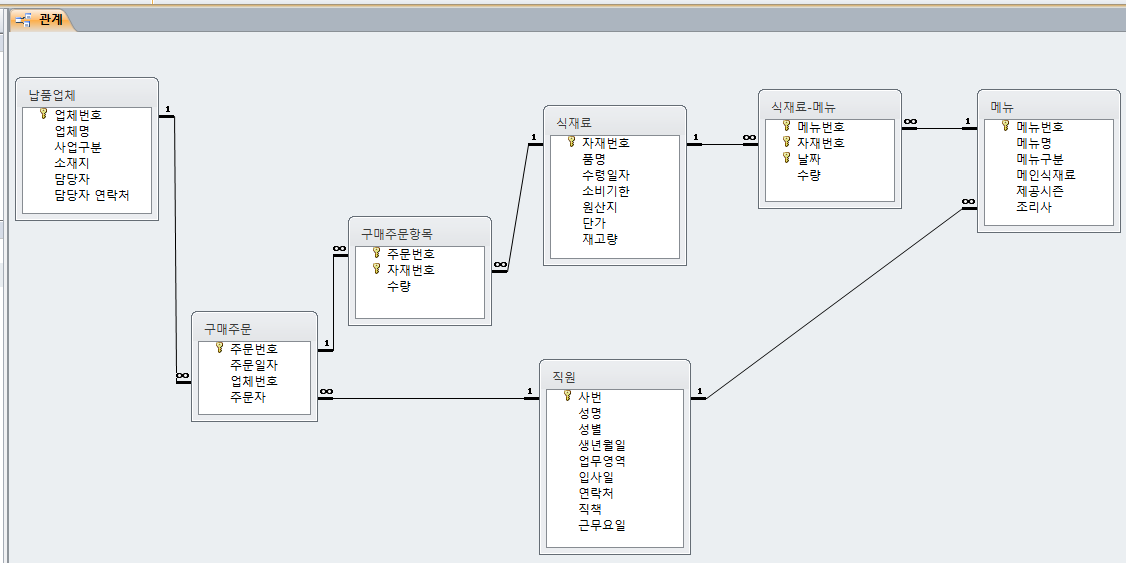 관계
납품업체
업체번호
업체명
사업구분
소재지
담당자
담당자 연락처
1
∞
구매주문
주문번호
주문일자
업체번호
주문자
1
∞
∞
1
구매주문항목
주문번호
자재번호
수량
∞
1
식재료
자재번호
품명
수령일자
소비기한
원산지
단가
재고량
1
∞
식재료-메뉴
메뉴번호
자재번호
날짜
수량
∞
1
메뉴
메뉴번호
메뉴명
메뉴구분
메인식재료
제공시즌
조리사
∞
1
직원
사번
성명
성별
생년월일
업무영역
입사일
연락처
직책
근무요일